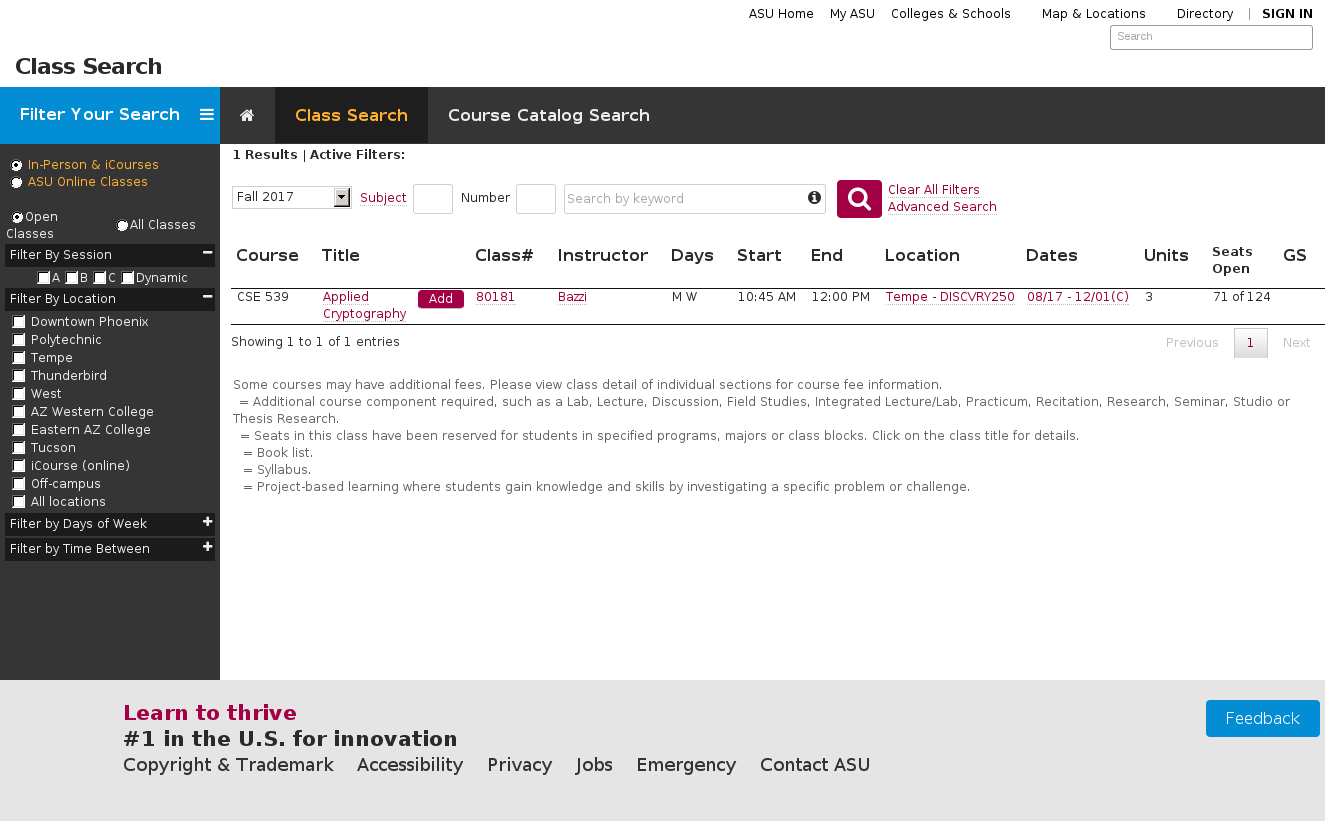 ASU Home My ASU Colleges & Schools Map & Locations Directory | SIGN IN
Search
Class Search
Filter Your Search
Class Search Course Catalog Search
In-Person & iCourses
ASU Online Classes
Open Classes All Classes
Filter By Session
A B C Dynamic
Filter By Location
Downtown Phoenix
Polytechnic
Tempe
Thunderbird
West
AZ Western College
Eastern AZ College
Tucson
iCourse (online)
Off-campus
All locations
Filter by Days of Week
Filter by Time Between
1 Results | Active Filters:
Fall 2017 Subject Number Search by keyword
Clear All Filters
Advanced Search
Course Title Class# Instructor Days Start End Location Dates Units Seats Open GS
CSE 539 Applied Cryptography Add 80181 Bazzi M W 10:45 AM 12:00 PM Tempe - DISCVRY250 08/17 - 12/01(C) 3 71 of 124
Showing 1 to 1 of 1 entries Previous 1 Next
Some courses may have additional fees. Please view class detail of individual sections for course fee information.
= Additional course component required, such as a Lab, Lecture, Discussion, Field Studies, Integrated Lecture/Lab, Practicum, Recitation, Research, Seminar, Studio or
Thesis Research.
= Seats in this class have been reserved for students in specified programs, majors or class blocks. Click on the class title for details.
= Book list.
= Syllabus.
= Project-based learning where students gain knowledge and skills by investigating a specific problem or challenge.
Learn to thrive
#1 in the U.S. for innovation
Copyright & Trademark Accessibility Privacy Jobs Emergency Contact ASU
Feedback